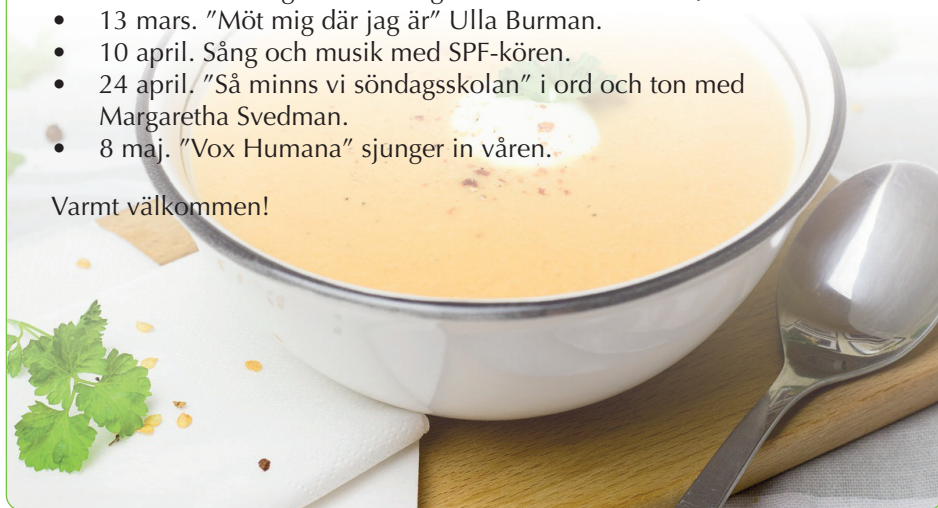 • 13 mars. ”Möt mig där jag är” Ulla Burman.
• 10 april. Sång och musik med SPF-kören.
• 24 april. ”Så minns vi söndagsskolan” i ord och ton med
Margaretha Svedman.
• 8 maj. ”Vox Humana” sjunger in våren.
Varmt välkommen!